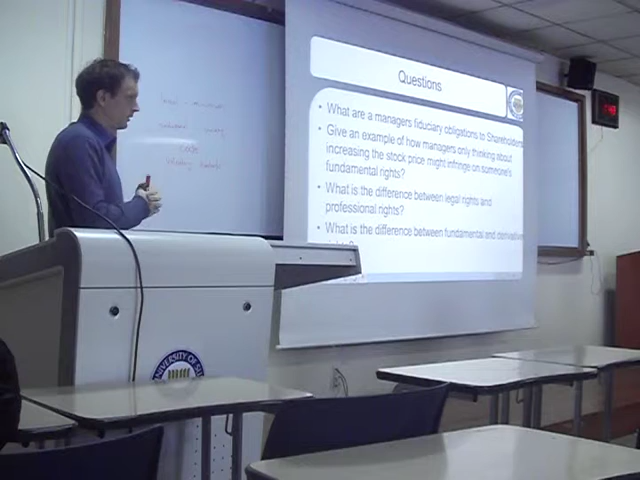 Questions
• What are a managers fiduciary obligations to Shareholders
• Give an example of how managers only thinking about
increasing the stock price might infringe on someone's
fundamental rights?
• What is the difference between legal rights and
professional rights?
• What is the difference between fundamental and derivative
UNIVERSITY OF